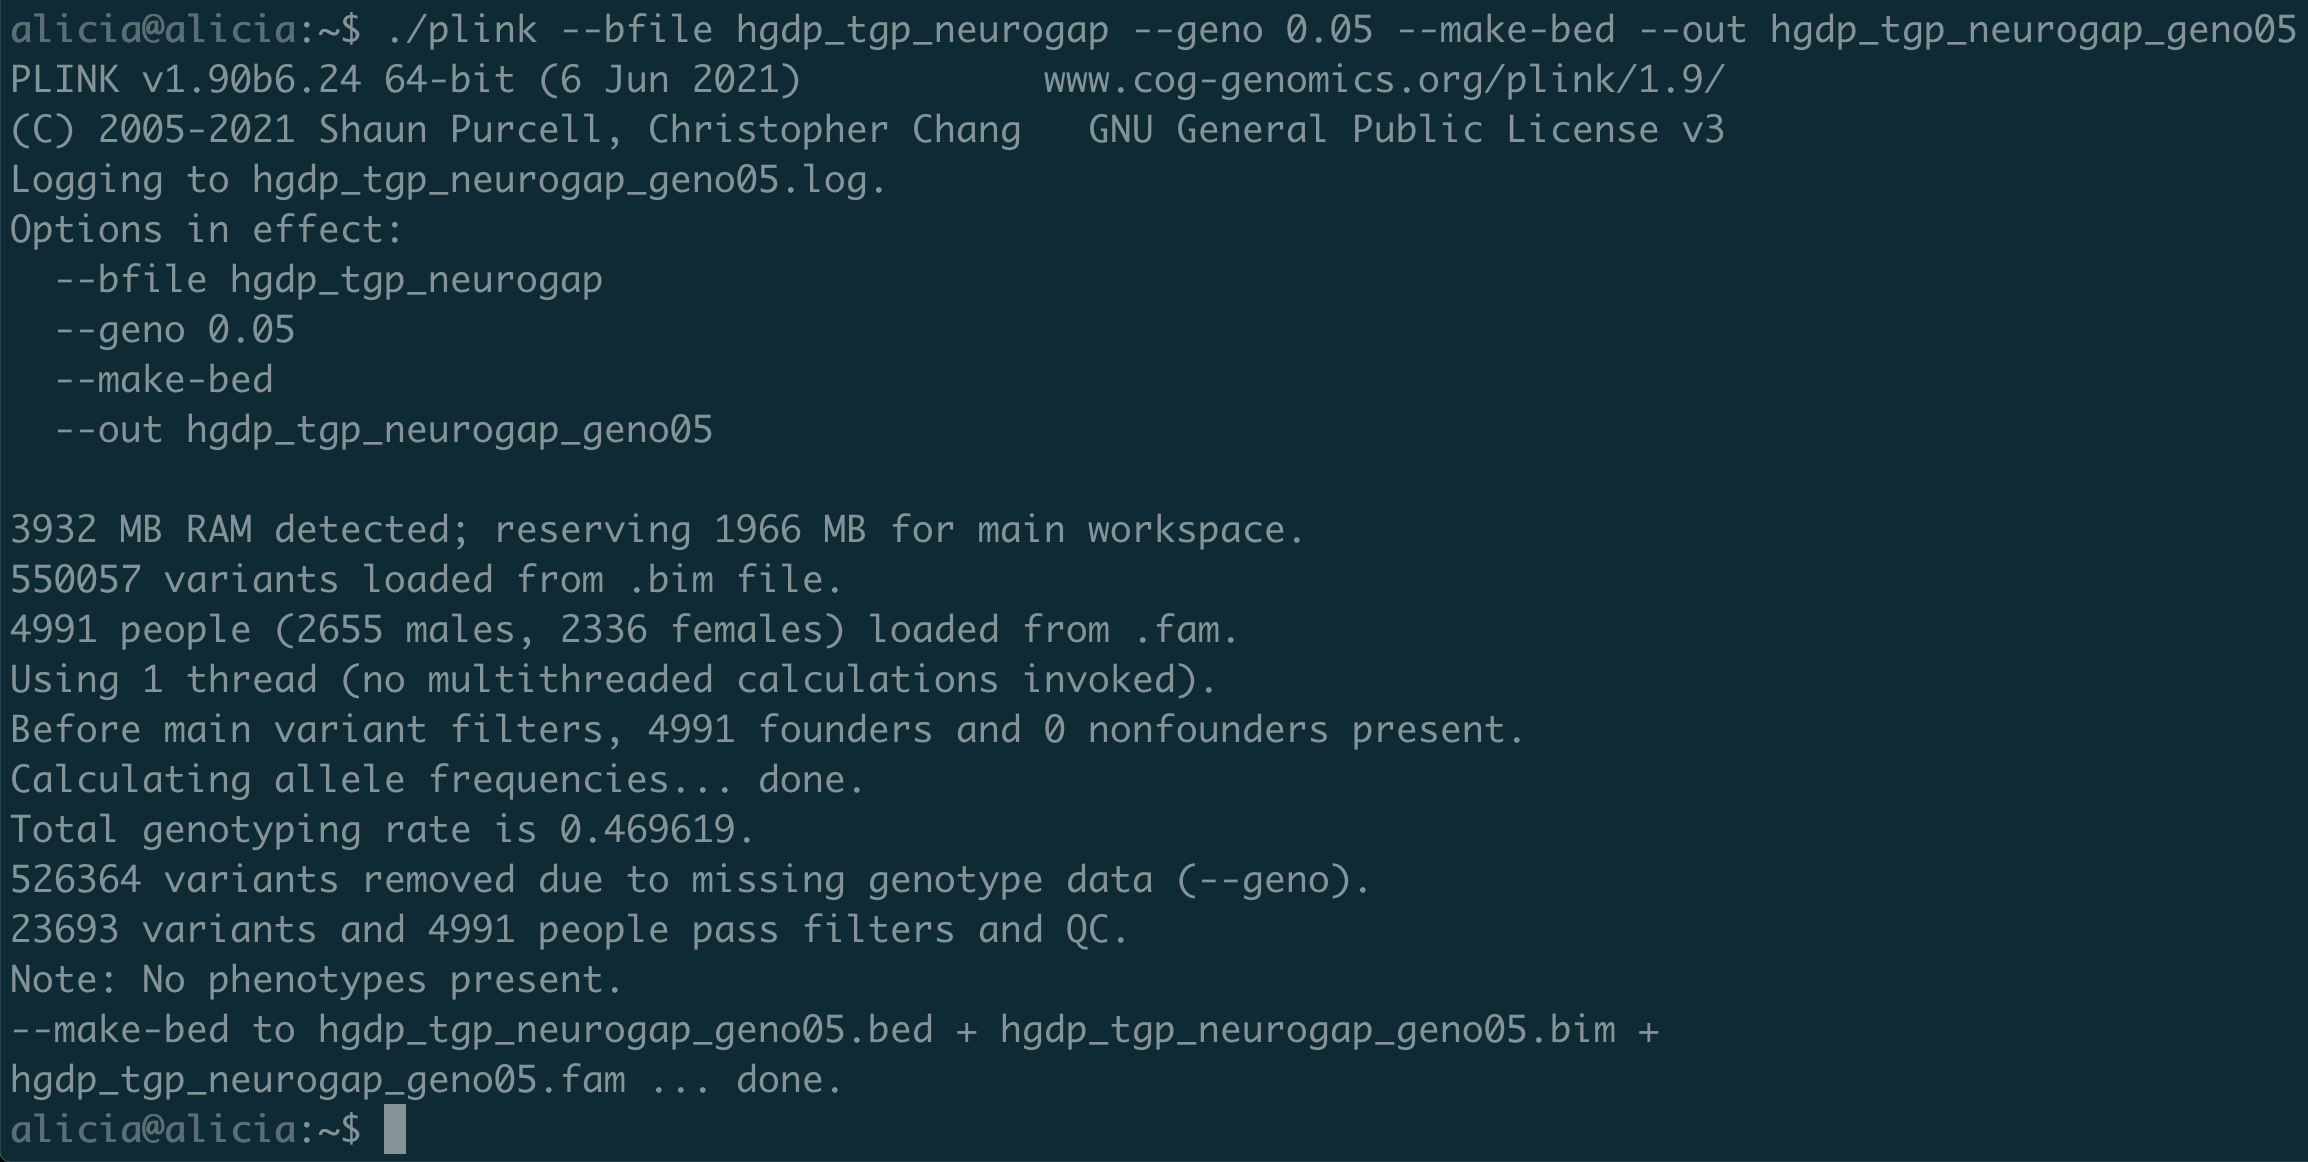 alicia@alicia:~$ ./plink --bfile hgdp_tgp_neurogap --geno 0.05 --make-bed --out hgdp_tgp_neurogap_geno05
PLINK v1.90b6.24 64-bit (6 Jun 2021)           www.cog-genomics.org/plink/1.9/
(C) 2005-2021 Shaun Purcell, Christopher Chang   GNU General Public License v3
Logging to hgdp_tgp_neurogap_geno05.log.
Options in effect:
  --bfile hgdp_tgp_neurogap
  --geno 0.05
  --make-bed
  --out hgdp_tgp_neurogap_geno05

3932 MB RAM detected; reserving 1966 MB for main workspace.
550057 variants loaded from .bim file.
4991 people (2655 males, 2336 females) loaded from .fam.
Using 1 thread (no multithreaded calculations invoked).
Before main variant filters, 4991 founders and 0 nonfounders present.
Calculating allele frequencies... done.
Total genotyping rate is 0.469619.
526364 variants removed due to missing genotype data (--geno).
23693 variants and 4991 people pass filters and QC.
Note: No phenotypes present.
--make-bed to hgdp_tgp_neurogap_geno05.bed + hgdp_tgp_neurogap_geno05.bim +
hgdp_tgp_neurogap_geno05.fam ... done.
alicia@alicia:~$